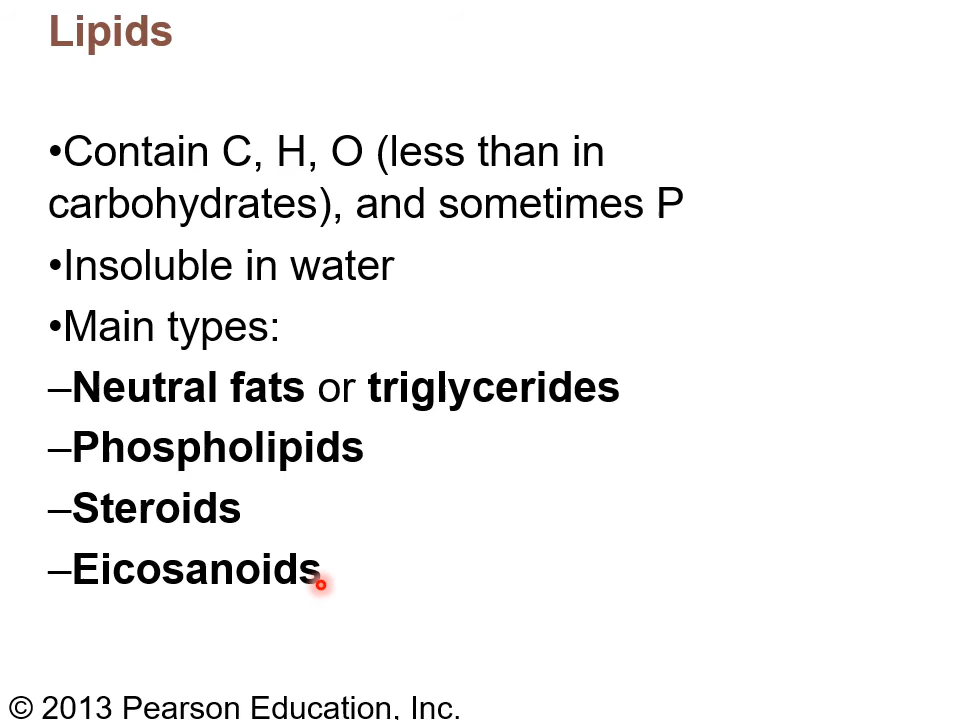 Lipids
•Contain C, H, O (less than in
carbohydrates), and sometimes P
•Insoluble in water
•Main types:
–Neutral fats or triglycerides
–Phospholipids
–Steroids
–Eicosanoids
© 2013 Pearson Education, Inc.